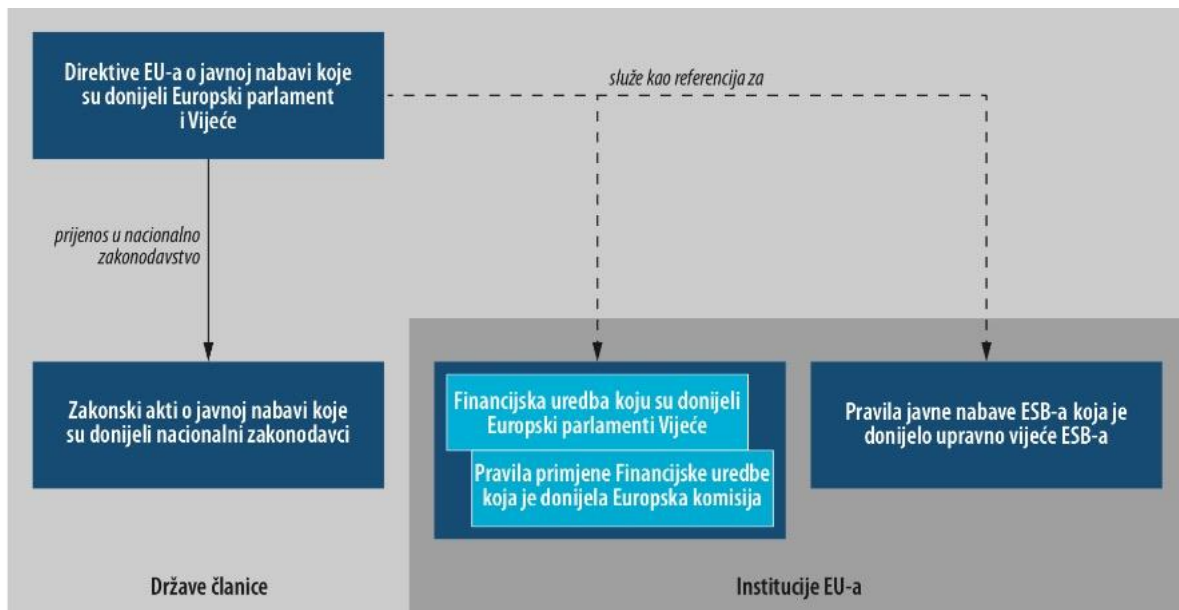 Direktive EU-a o javnoj nabavi koje
su donijeli Europski parlament
i Vijeće
služe kao referencija za
prijenos u nacionalno
zakonodavstvo
Zakonski akti o javnoj nabavi koje
su donijeli nacionalni zakonodavci
Financijska uredba koju su donijeli
Europski parlamenti Vijeće
Pravila primjene Financijske uredbe
koja je donijela Europska komisija
Pravila javne nabave ESB-a koja je
donijelo upravno vijeće ESB-a
Države članice
Institucije EU-a